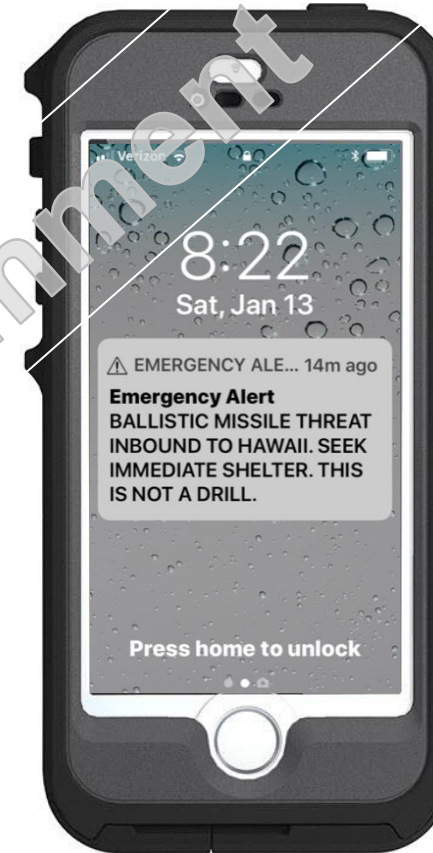 Verizon
8:22
Sat, Jan 13
EMERGENCY ALE... 14m ago
Emergency Alert
BALLISTIC MISSILE THREAT
INBOUND TO HAWAII. SEEK
IMMEDIATE SHELTER. THIS
IS NOT A DRILL.
Press home to unlock